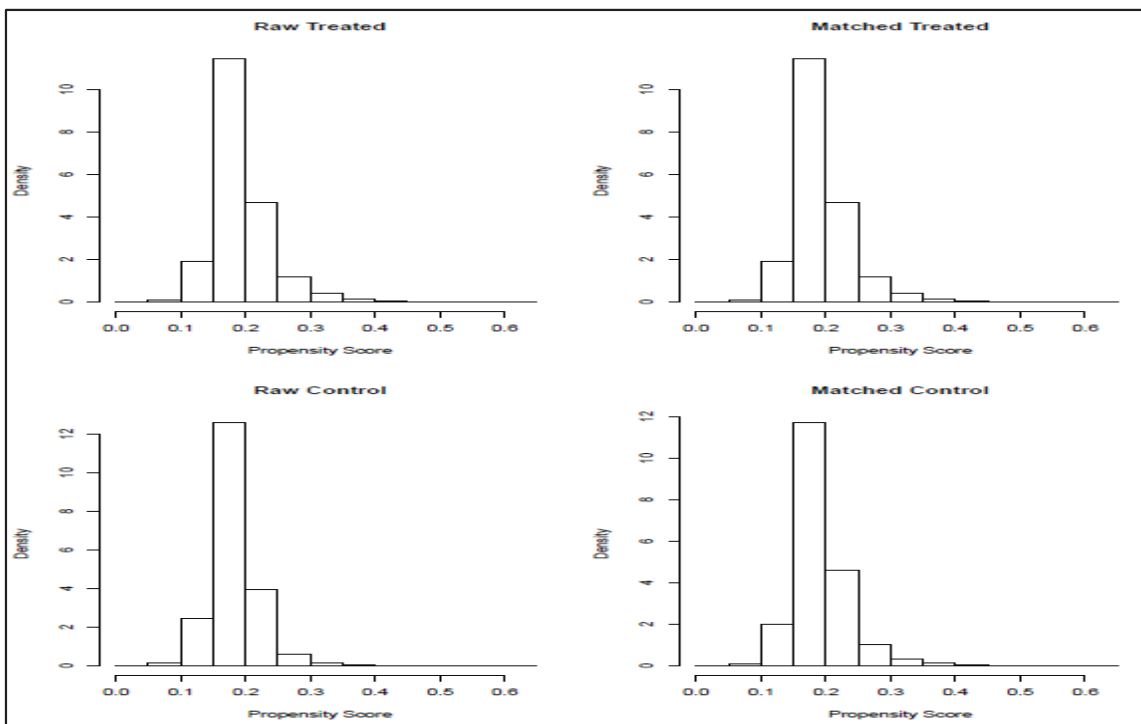 Raw Treated
Density
0 2 4 6 8 10
0.0 0.1 0.2 0.3 0.4 0.5 0.6
Propensity Score
Matched Treated
Density
0 2 4 6 8 10
0.0 0.1 0.2 0.3 0.4 0.5 0.6
Propensity Score
Raw Control
Density
0 2 4 6 8 10 12
0.0 0.1 0.2 0.3 0.4 0.5 0.6
Propensity Score
Matched Control
Density
0 2 4 6 8 10 12
0.0 0.1 0.2 0.3 0.4 0.5 0.6
Propensity Score